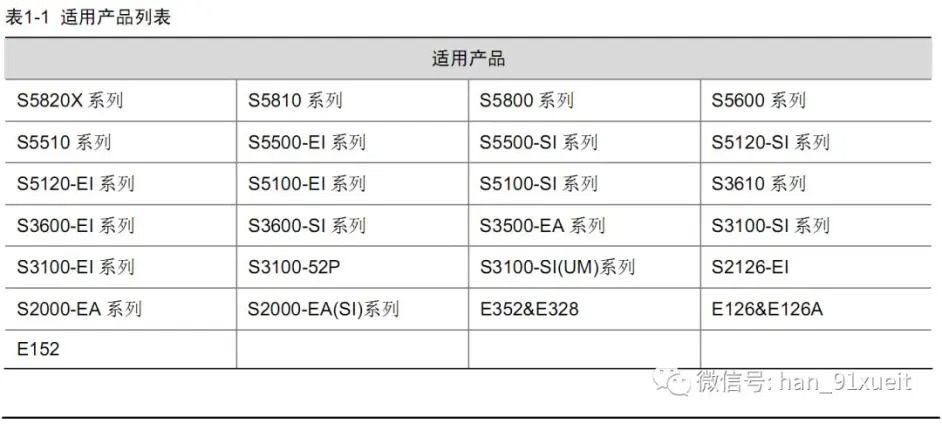 表1-1 适用产品列表
适用产品
S5820X 系列 S5810 系列 S5800 系列 S5600 系列
S5510 系列 S5500-EI 系列 S5500-SI 系列 S5120-SI 系列
S5120-EI 系列 S5100-EI 系列 S5100-SI 系列 S3610 系列
S3600-EI 系列 S3600-SI 系列 S3500-EA 系列 S3100-SI 系列
S3100-EI 系列 S3100-52P S3100-SI(UM)系列 S2126-EI
S2000-EA 系列 S2000-EA(SI)系列 E352&E328 E126&E126A
E152
微信号: han_91xueit